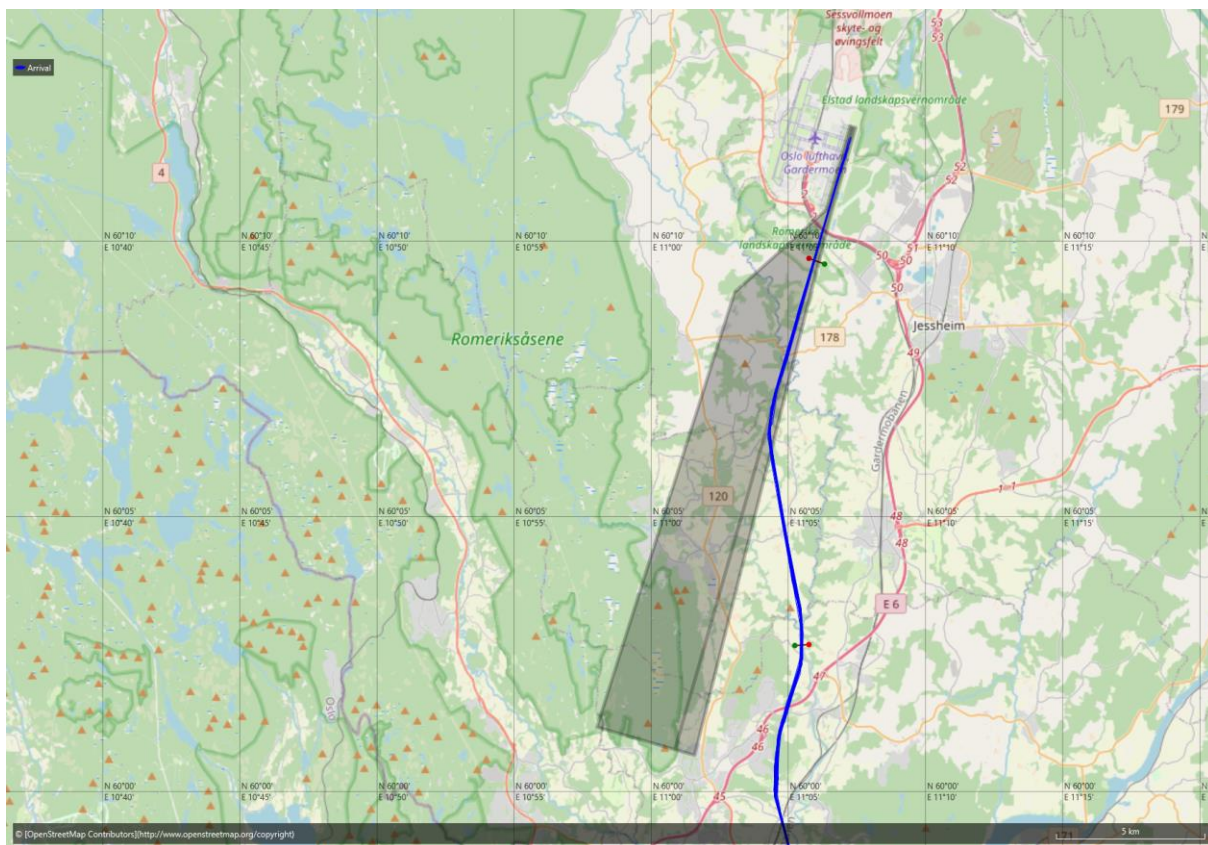 Sessvollmoen
skyte- og
øvingsfelt
53
53
Arrival
Elstad landskapsvernområde
179
Oslo lufthavn
Gardermoen
4
52
52
N 60°10'
E 10°40'
N 60°10'
E 10°45'
N 60°10'
E 10°50'
N 60°10'
E 10°55'
N 60°10'
E 11°00'
N 60°10'
E 11°05'
N 60°10'
E 11°10'
N 60°10'
E 11°15'
landskapsvernområde
51
50
50
50
Jessheim
178
Romeriksåsene
49
Gardermobanen
120
N 60°05'
E 10°40'
N 60°05'
E 10°45'
N 60°05'
E 10°50'
N 60°05'
E 10°55'
N 60°05'
E 11°00'
N 60°05'
E 11°05'
N 60°05'
E 11°10'
N 60°05'
E 11°15'
48
48
E 6
47
Oslo
46
46
45
N 60°00'
E 10°40'
N 60°00'
E 10°45'
N 60°00'
E 10°50'
N 60°00'
E 10°55'
N 60°00'
E 11°00'
N 60°00'
E 11°05'
N 60°00'
E 11°10'
N 60°00'
E 11°15'
© [OpenStreetMap Contributors](http://www.openstreetmap.org/copyright)
171
5 km